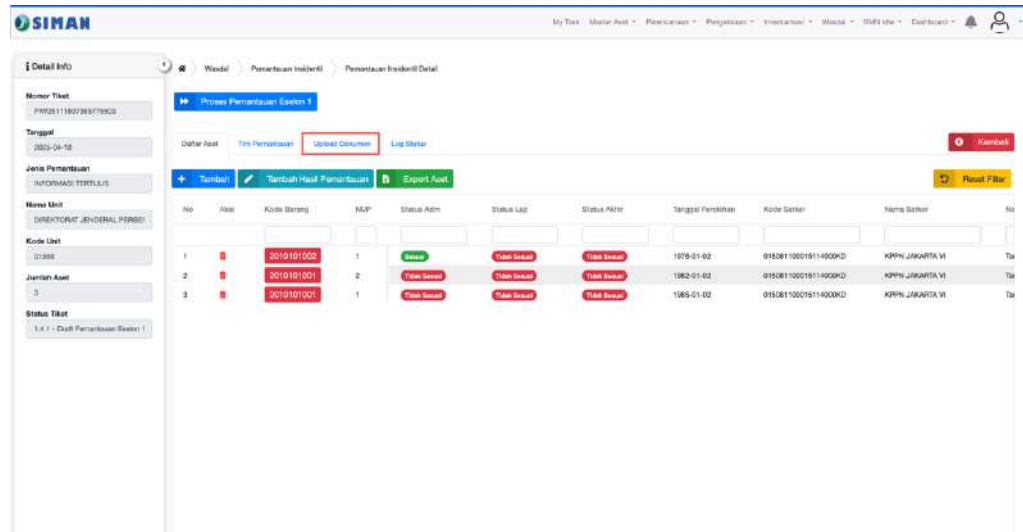 SIMAN
My Task Master Aset Perencanaan Pengelolaan Inventarisasi Wasdal BMN Idle Dashboard
Detail Info
Wasdal Pemantauan Insidentil Pemantauan Insidentil Detail
Nomor Tiket
Proses Pemantauan Eselon 1
Tanggal
2025-04-18
Daftar Aset Tim Pemantauan Upload Dokumen Log Status Kembali
Jenis Pemantauan
INFORMASI TERTULIS
Tambah Tambah Hasil Pemantauan Export Aset Reset Filter
Nama Unit
DIREKTORAT JENDERAL PERBEI
No Aksi Kode Barang NUP Status Adm Status Lap Status Akhir Tanggal Perolehan Kode Satker Nama Satker
Kode Unit
Jumlah Aset
3
Status Tiket
1.4.1 - Draft Pemantauan Eselon 1
1 2010101002 1 Sesuai Tidak Sesuai Tidak Sesuai 1976-01-02 015081100015114000KD KPPN JAKARTA VI
2 2010101001 2 Tidak Sesuai Tidak Sesuai Tidak Sesuai 1982-01-02 015081100015114000KD KPPN JAKARTA VI
3 2010101001 1 Tidak Sesuai Tidak Sesuai Tidak Sesuai 1985-01-02 015081100015114000KD KPPN JAKARTA VI